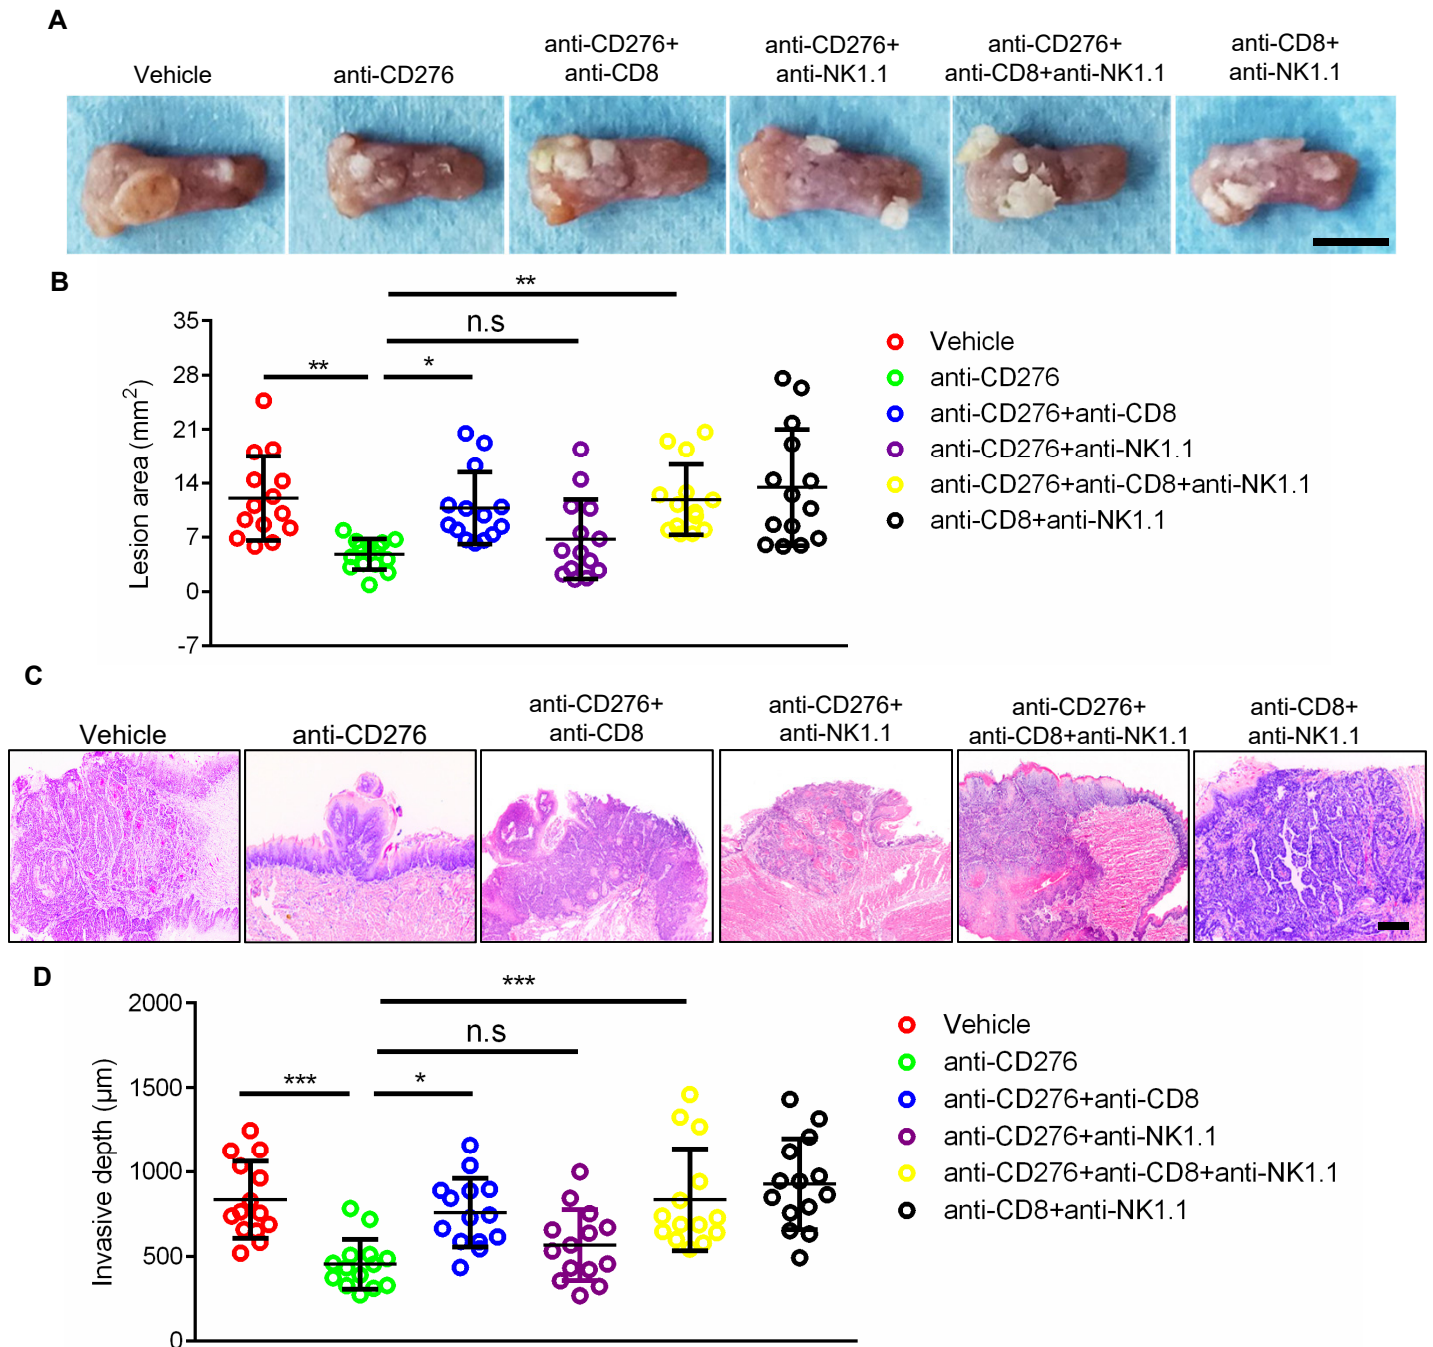 A
Vehicle
anti-CD276
anti-CD276+
anti-CD8
anti-CD276+
anti-NK1.1
anti-CD276+
anti-CD8+anti-NK1.1
anti-CD8+
anti-NK1.1
B
**
n.s
**
*
35
28
21
14
7
0
-7
Lesion area (mm2)
Vehicle
anti-CD276
anti-CD276+anti-CD8
anti-CD276+anti-NK1.1
anti-CD276+anti-CD8+anti-NK1.1
anti-CD8+anti-NK1.1
C
Vehicle
anti-CD276
anti-CD276+
anti-CD8
anti-CD276+
anti-NK1.1
anti-CD276+
anti-CD8+anti-NK1.1
anti-CD8+
anti-NK1.1
D
***
n.s
***
*
2000
1500
1000
500
0
Invasive depth (μm)
Vehicle
anti-CD276
anti-CD276+anti-CD8
anti-CD276+anti-NK1.1
anti-CD276+anti-CD8+anti-NK1.1
anti-CD8+anti-NK1.1